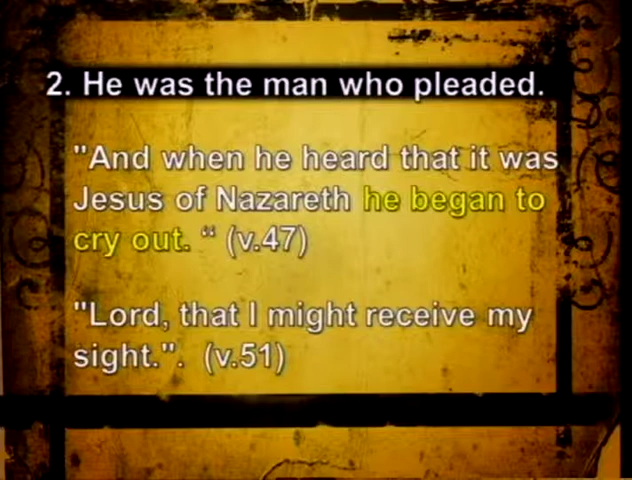 2. He was the man who pleaded.
"And when he heard that it was
Jesus of Nazareth he began to
cry out. “ (v.47)
"Lord, that I might receive my
sight.". (v.51)